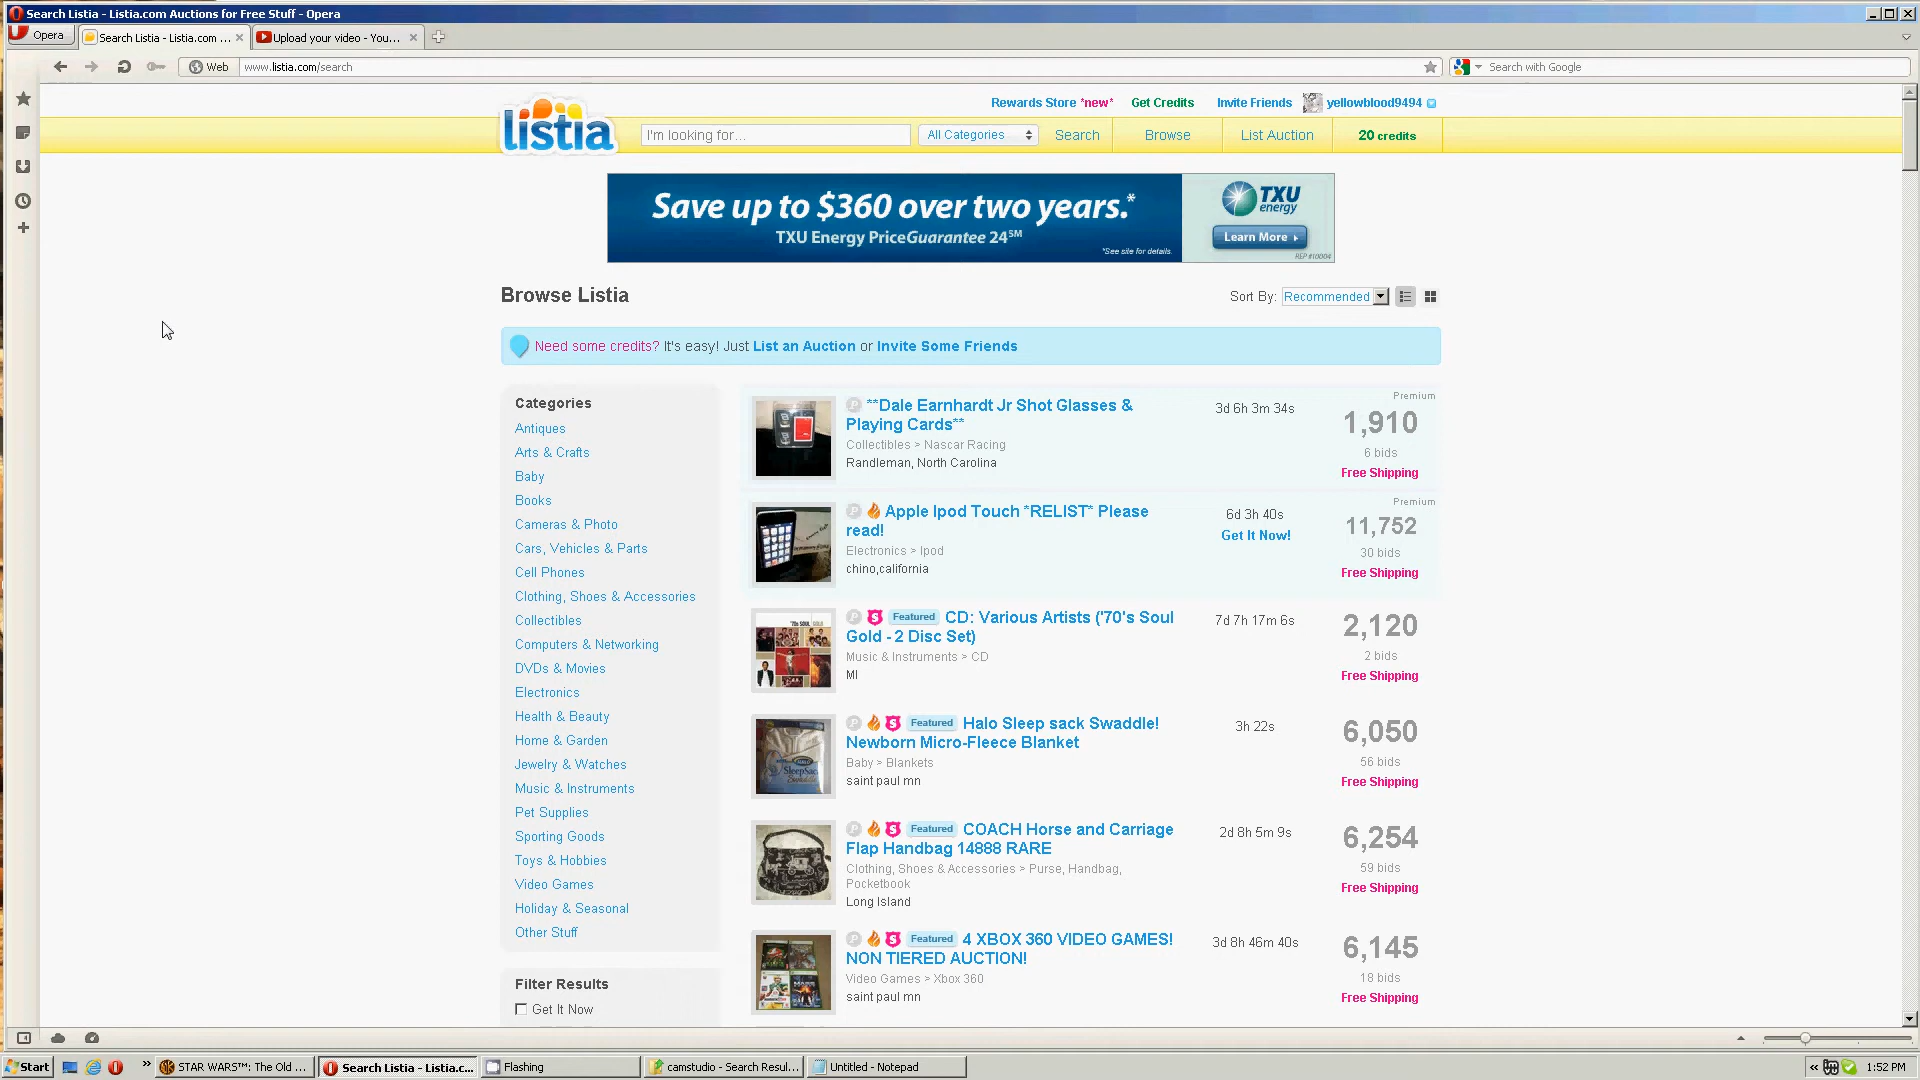 Search Listia - Listia.com Auctions for Free Stuff - Opera
Opera
Search Listia - Listia.com ...
Upload your video - You...
Web
www.listia.com/search
Search with Google
Rewards Store *new*
Get Credits
Invite Friends
yellowblood9494
listia
I'm looking for...
All Categories
Search
Browse
List Auction
20 credits
Save up to $360 over two years.*
TXU Energy PriceGuarantee 24SM
*See site for details.
TXU energy
Learn More
REP #10004
Browse Listia
Sort By: Recommended
Need some credits? It's easy! Just List an Auction or Invite Some Friends
Categories
Antiques
Arts & Crafts
Baby
Books
Cameras & Photo
Cars, Vehicles & Parts
Cell Phones
Clothing, Shoes & Accessories
Collectibles
Computers & Networking
DVDs & Movies
Electronics
Health & Beauty
Home & Garden
Jewelry & Watches
Music & Instruments
Pet Supplies
Sporting Goods
Toys & Hobbies
Video Games
Holiday & Seasonal
Other Stuff
Filter Results
Get It Now
**Dale Earnhardt Jr Shot Glasses &
Playing Cards**
Collectibles > Nascar Racing
Randleman, North Carolina
3d 6h 3m 34s
Premium
1,910
6 bids
Free Shipping
Apple Ipod Touch *RELIST* Please
read!
Electronics > Ipod
chino,california
6d 3h 40s
Get It Now!
Premium
11,752
30 bids
Free Shipping
Featured CD: Various Artists ('70's Soul
Gold - 2 Disc Set)
Music & Instruments > CD
MI
7d 7h 17m 6s
2,120
2 bids
Free Shipping
Featured Halo Sleep sack Swaddle!
Newborn Micro-Fleece Blanket
Baby > Blankets
saint paul mn
3h 22s
6,050
56 bids
Free Shipping
Featured COACH Horse and Carriage
Flap Handbag 14888 RARE
Clothing, Shoes & Accessories > Purse, Handbag,
Pocketbook
Long Island
2d 8h 5m 9s
6,254
59 bids
Free Shipping
Featured 4 XBOX 360 VIDEO GAMES!
NON TIERED AUCTION!
Video Games > Xbox 360
saint paul mn
3d 8h 46m 40s
6,145
18 bids
Free Shipping
Start
STAR WARS™: The Old ...
Search Listia - Listia.c...
Flashing
camstudio - Search Resul...
Untitled - Notepad
1:52 PM